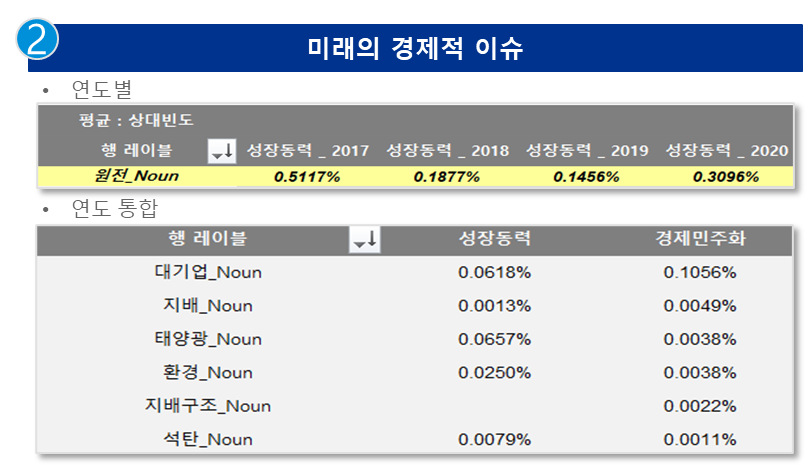 2 미래의 경제적 이슈
• 연도별
평균 : 상대빈도
행 레이블 성장동력 _ 2017 성장동력 _ 2018 성장동력 _ 2019 성장동력 _ 2020
원전_Noun 0.5117% 0.1877% 0.1456% 0.3096%
• 연도 통합
행 레이블 성장동력 경제민주화
대기업_Noun 0.0618% 0.1056%
지배_Noun 0.0013% 0.0049%
태양광_Noun 0.0657% 0.0038%
환경_Noun 0.0250% 0.0038%
지배구조_Noun 0.0022%
석탄_Noun 0.0079% 0.0011%